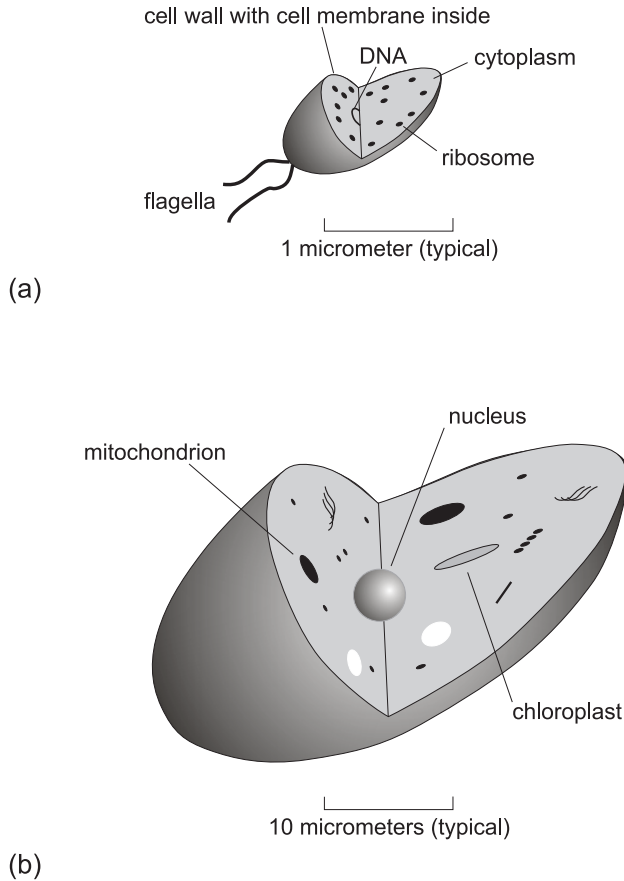 cell wall with cell membrane inside
DNA
cytoplasm
ribosome
flagella
1 micrometer (typical)
(a)
nucleus
mitochondrion
chloroplast
10 micrometers (typical)
(b)